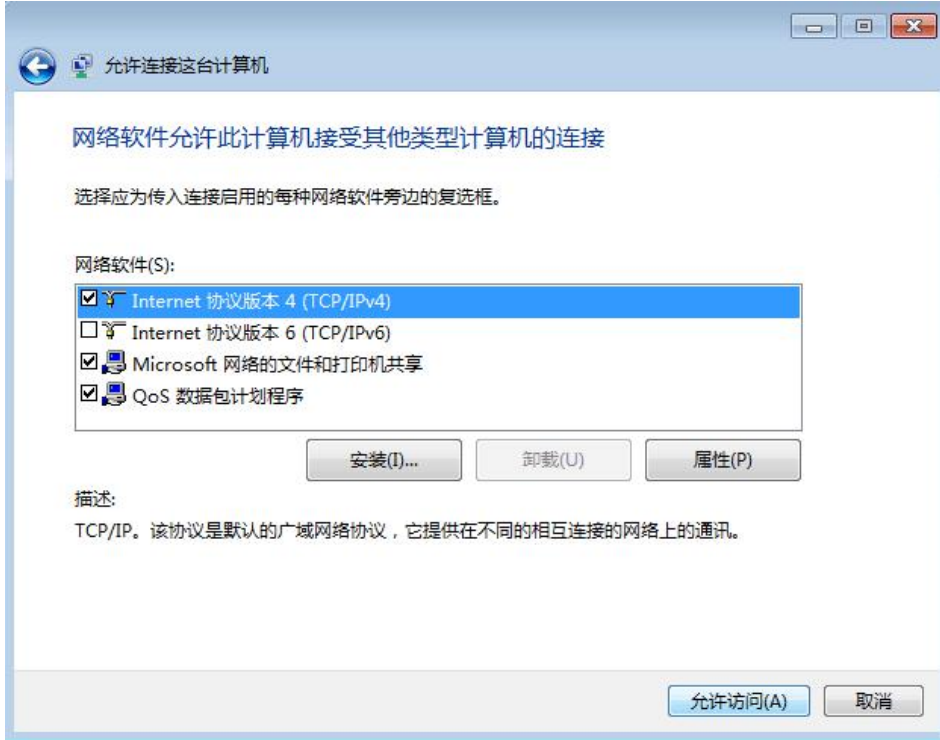 允许连接这台计算机
网络软件允许此计算机接受其他类型计算机的连接
选择应为传入连接启用的每种网络软件旁边的复选框。
网络软件(S):
Internet 协议版本 4 (TCP/IPv4)
Internet 协议版本 6 (TCP/IPv6)
Microsoft 网络的文件和打印机共享
QoS 数据包计划程序
安装(I)... 卸载(U) 属性(P)
描述:
TCP/IP。该协议是默认的广域网络协议，它提供在不同的相互连接的网络上的通讯。
允许访问(A) 取消